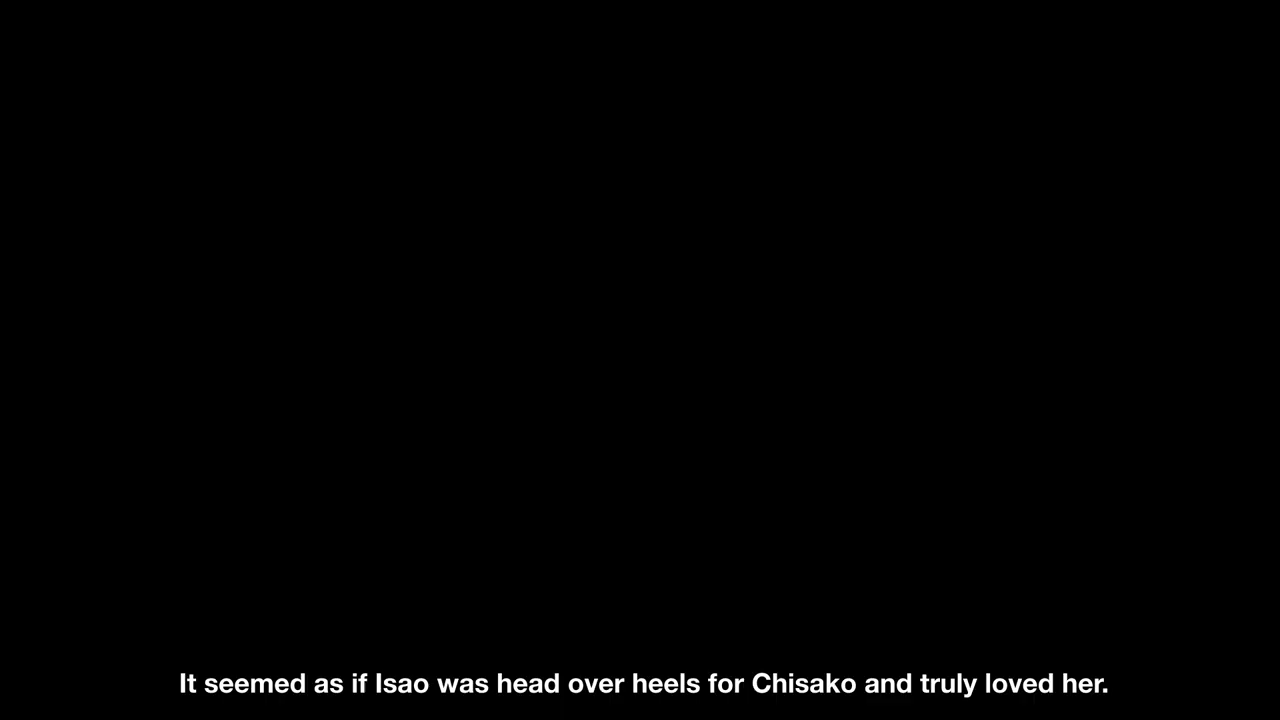 It seemed as if Isao was head over heels for Chisako and truly loved her.